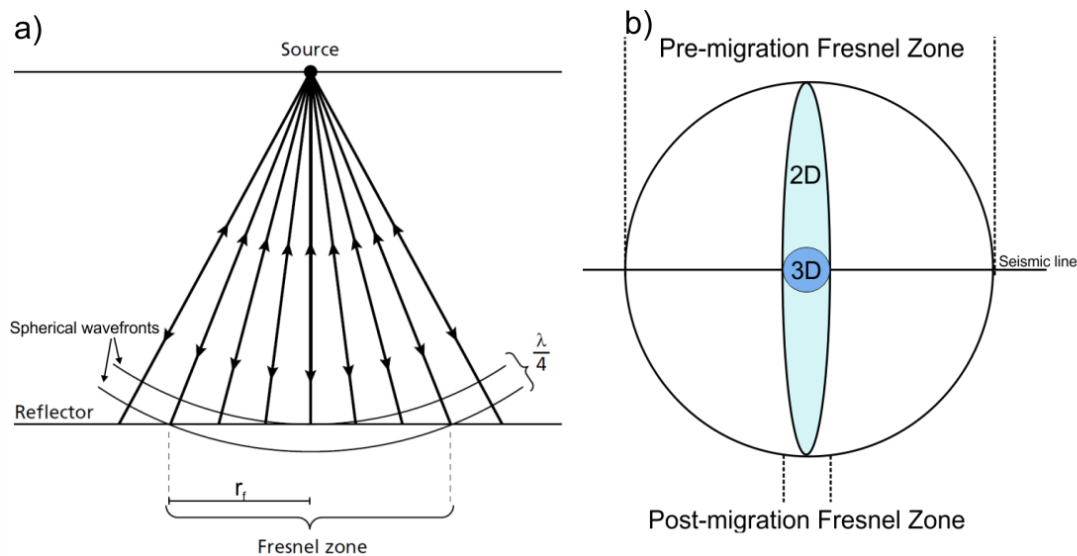 a)
Source
Spherical wavefronts
λ
4
Reflector
r_f
Fresnel zone
b)
Pre-migration Fresnel Zone
2D
3D
Seismic line
Post-migration Fresnel Zone